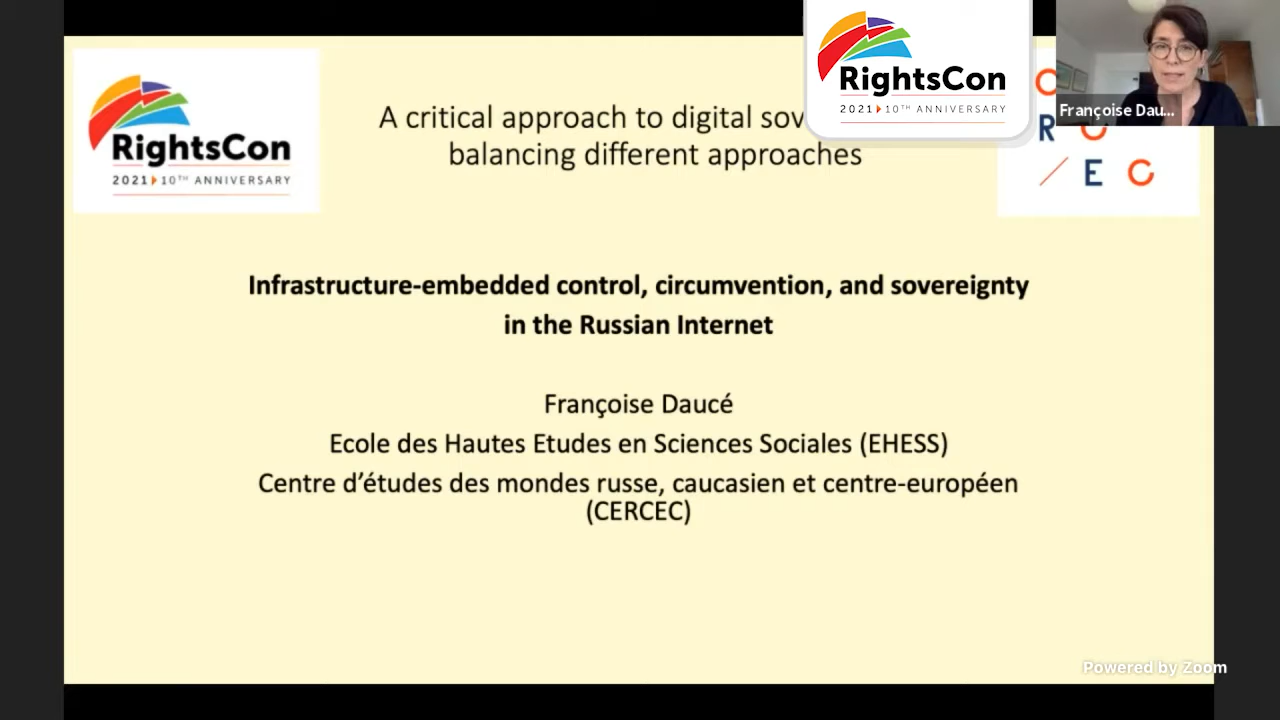 RightsCon
2021 10TH ANNIVERSARY
A critical approach to digital
balancing different approaches
RightsCon
2021 10TH ANNIVERSARY
Françoise Dau...
R C
E C
Infrastructure-embedded control, circumvention, and sovereignty
in the Russian Internet
Françoise Daucé
Ecole des Hautes Etudes en Sciences Sociales (EHESS)
Centre d’études des mondes russe, caucasien et centre-européen
(CERCEC)
Powered by Zoom